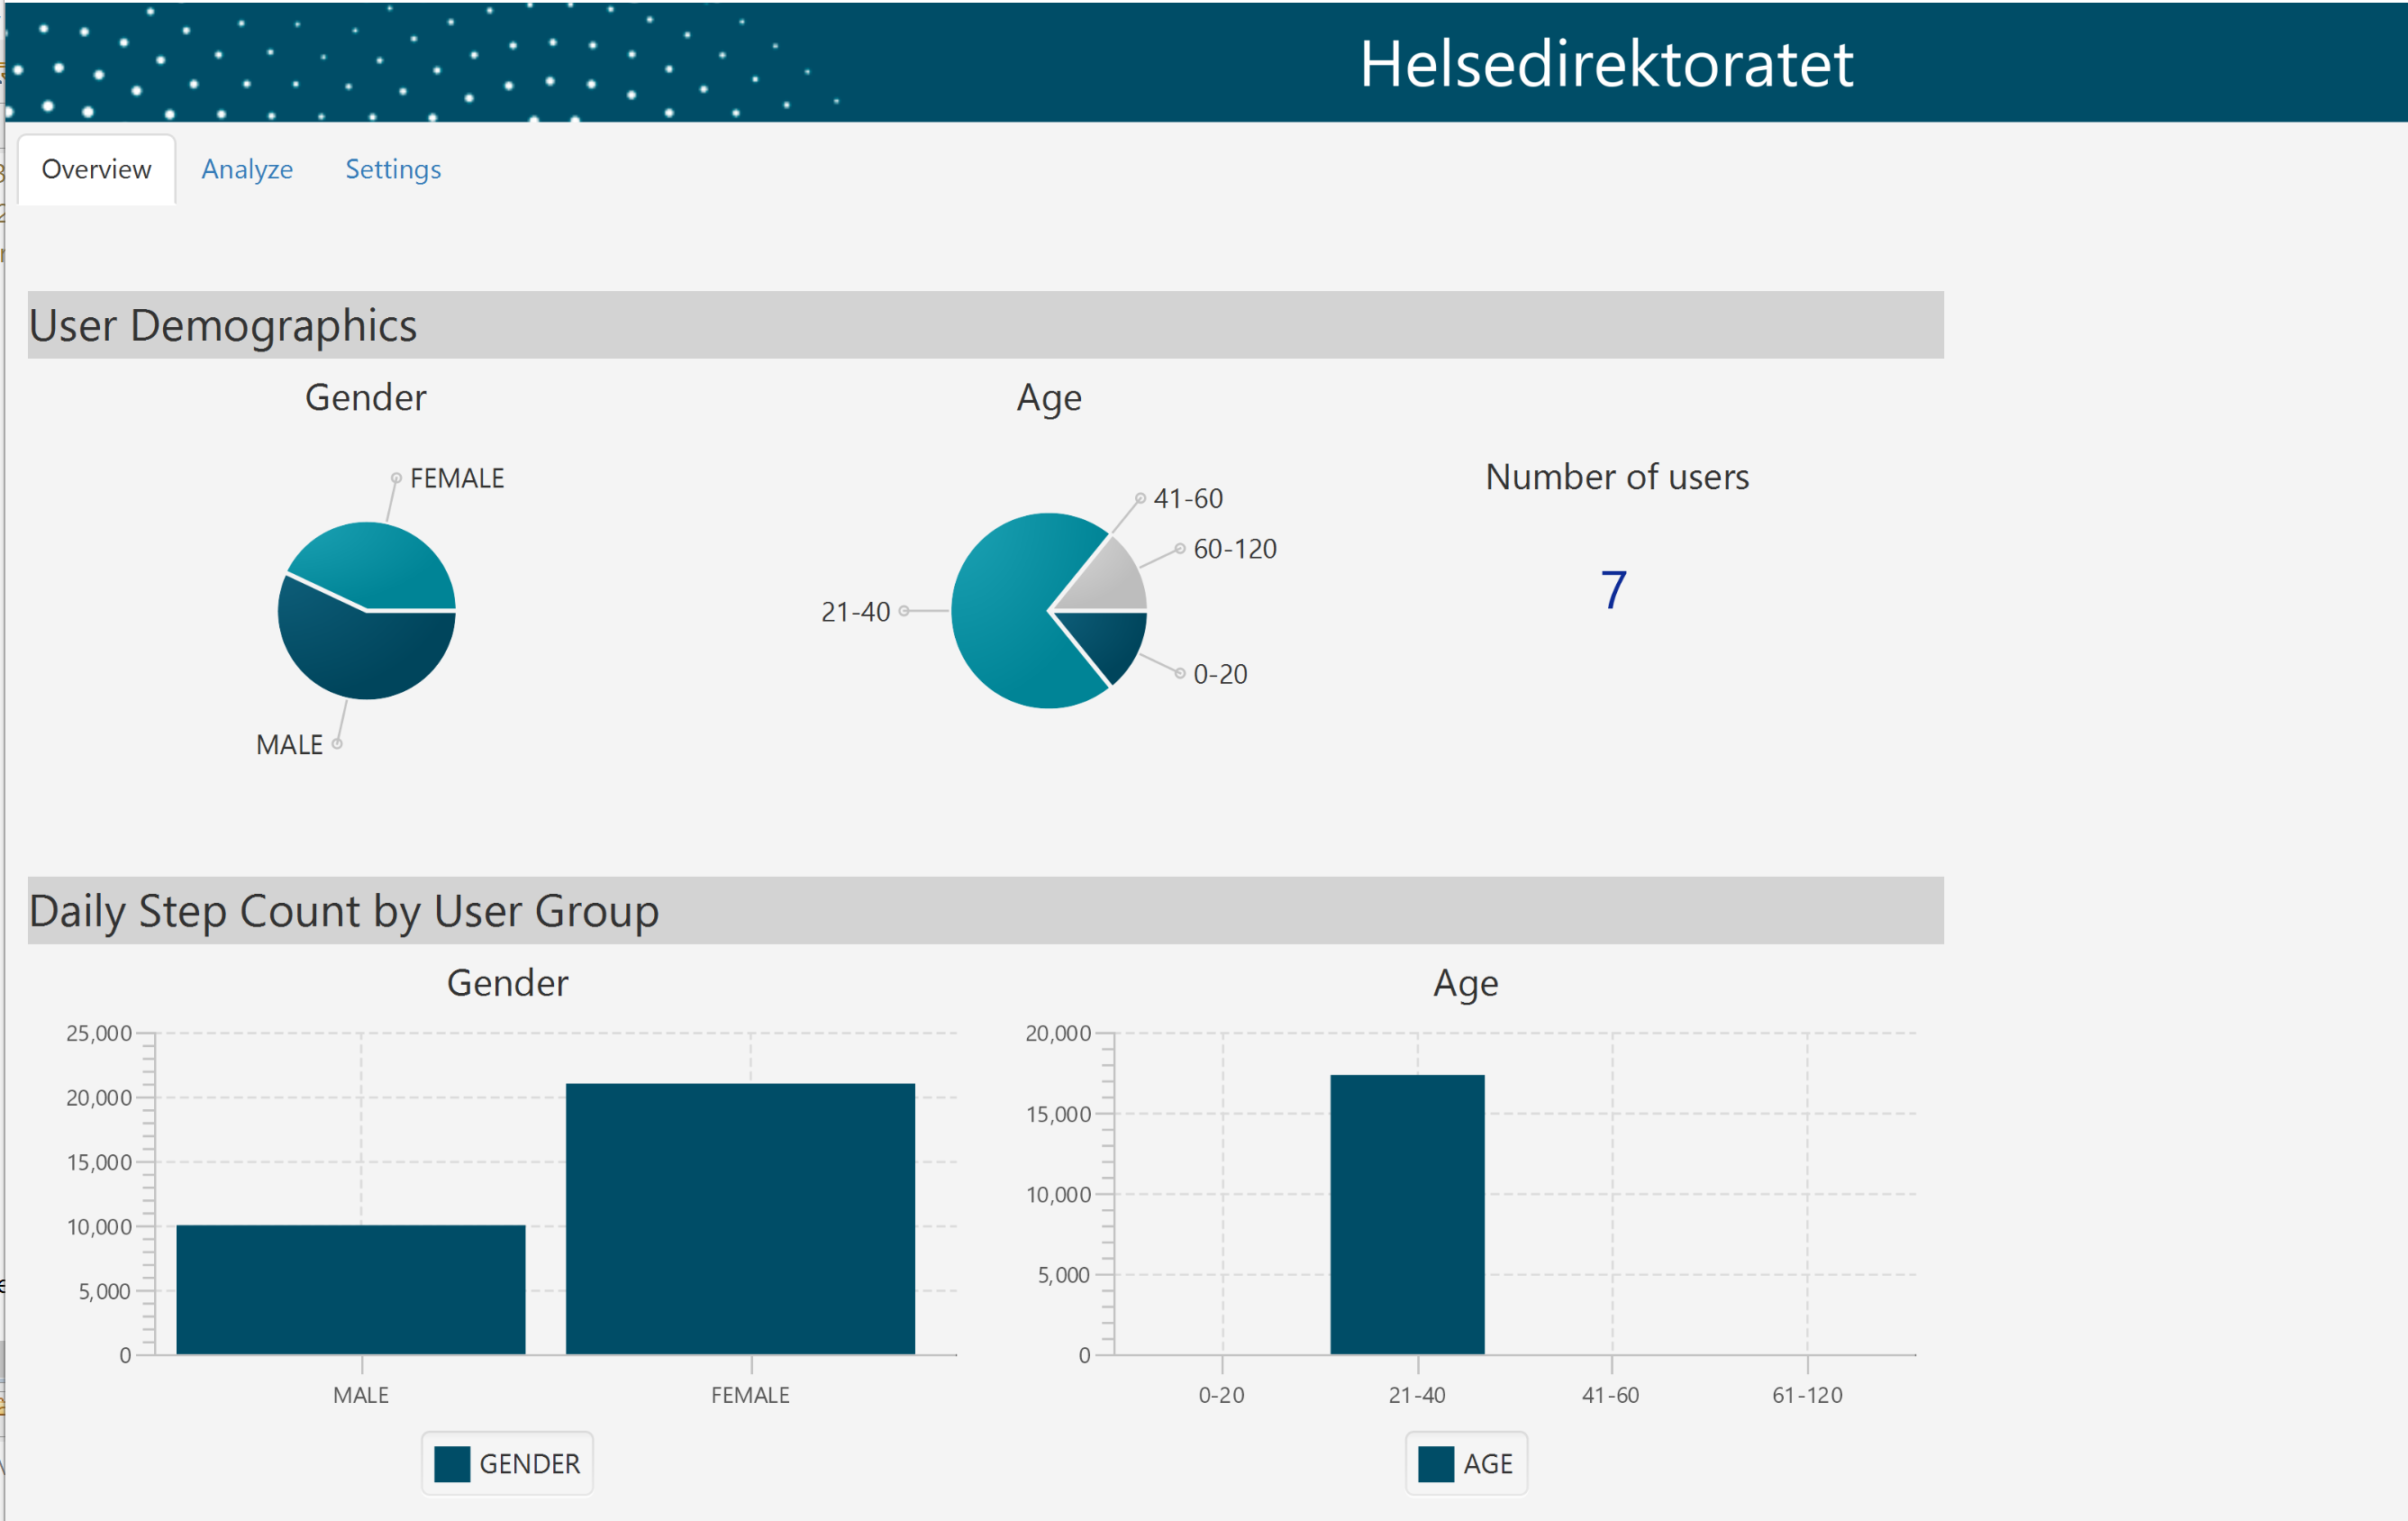 Helsedirektoratet
Overview Analyze Settings
User Demographics
Gender
Age
FEMALE
MALE
41-60
60-120
21-40
0-20
Number of users
7
Daily Step Count by User Group
Gender
25,000
20,000
15,000
10,000
5,000
0
MALE FEMALE
GENDER
Age
20,000
15,000
10,000
5,000
0
0-20 21-40 41-60 61-120
AGE